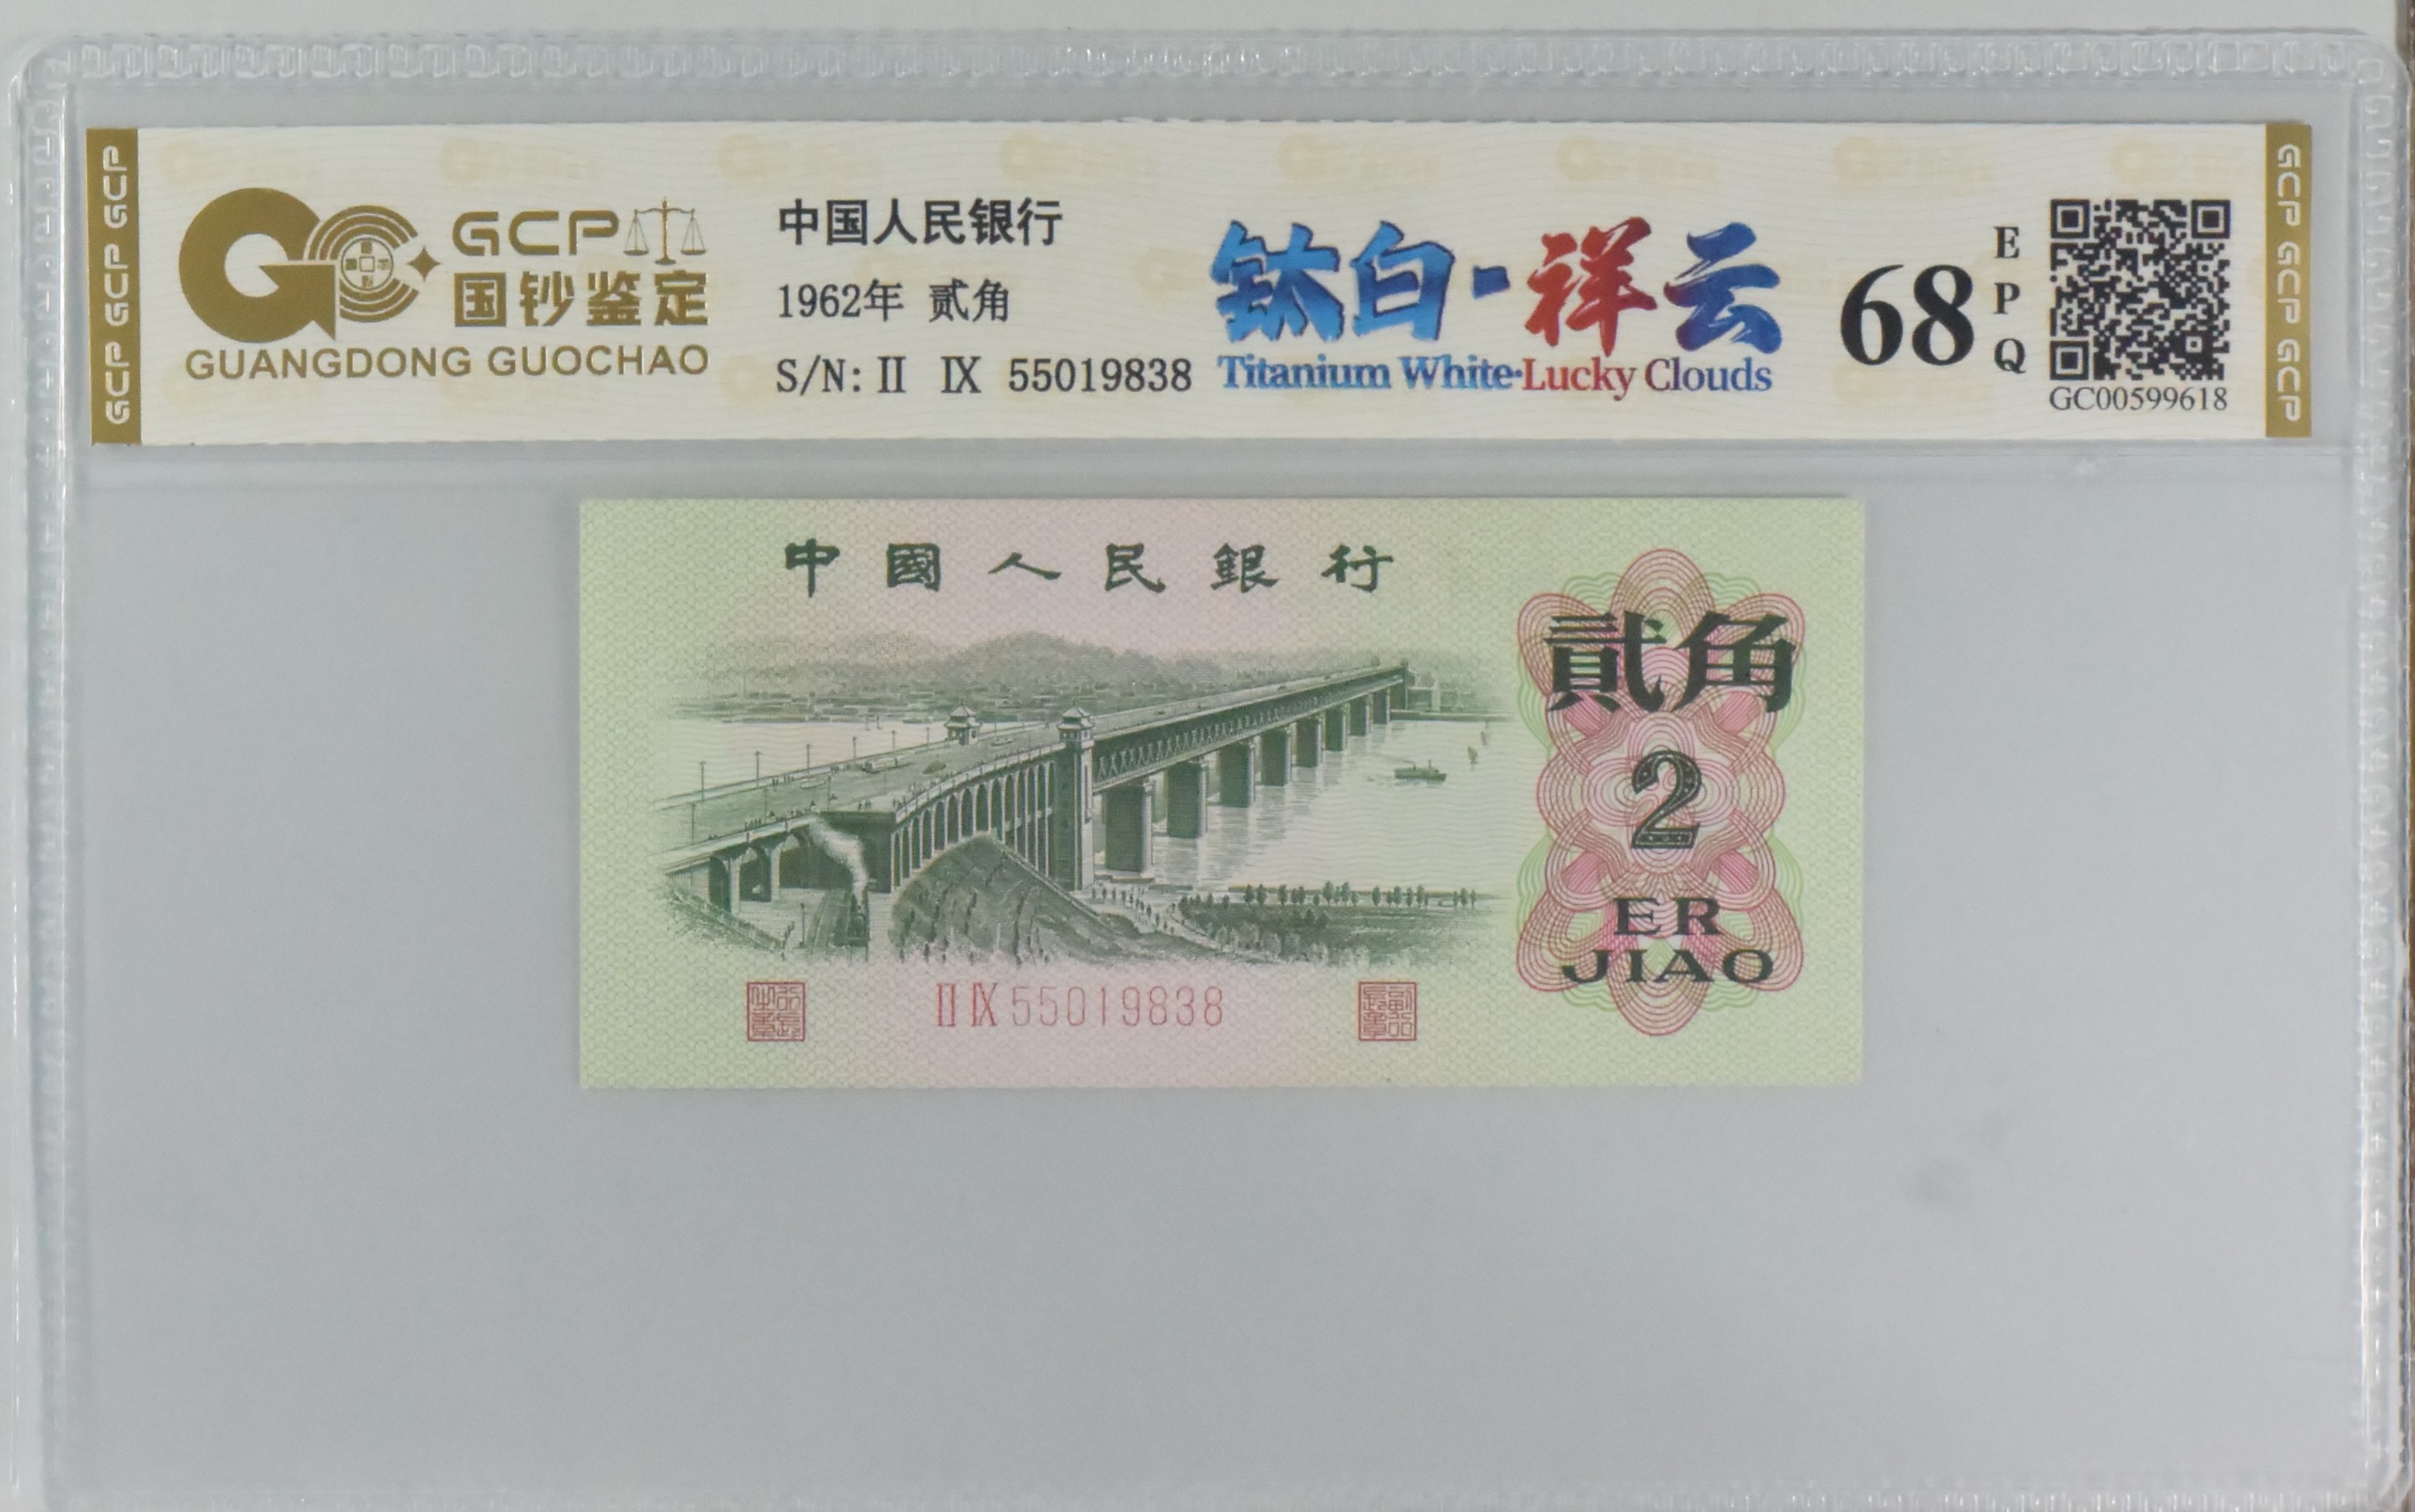 GCP
国钞鉴定
GUANGDONG GUOCHAO
中国人民银行
1962年 贰角
S/N: II IX 55019838
钛白·祥云
Titanium White·Lucky Clouds
68
EPQ
GC00599618
GCP GCP GCP
GCP GCP GCP
中國人民銀行
貳角
2
ER
JIAO
II IX 55019838